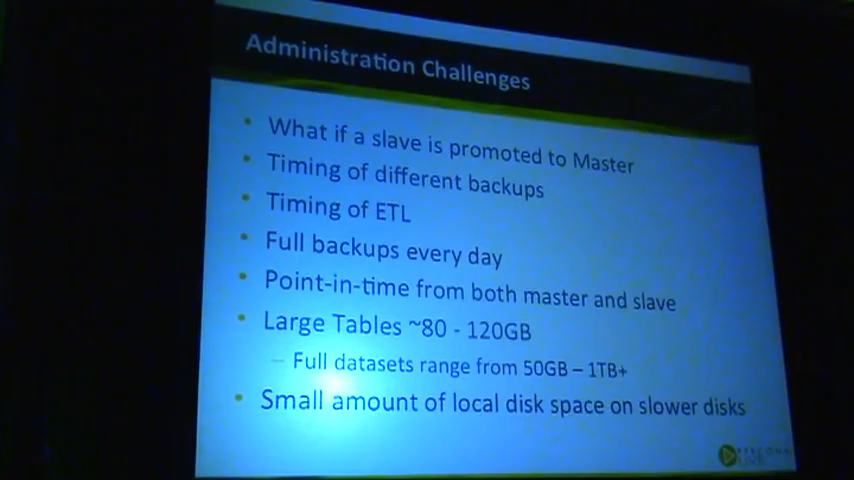 Administration Challenges
• What if a slave is promoted to Master
• Timing of different backups
• Timing of ETL
• Full backups every day
• Point-in-time from both master and slave
• Large Tables ~80 - 120GB
– Full datasets range from 50GB – 1TB+
• Small amount of local disk space on slower disks